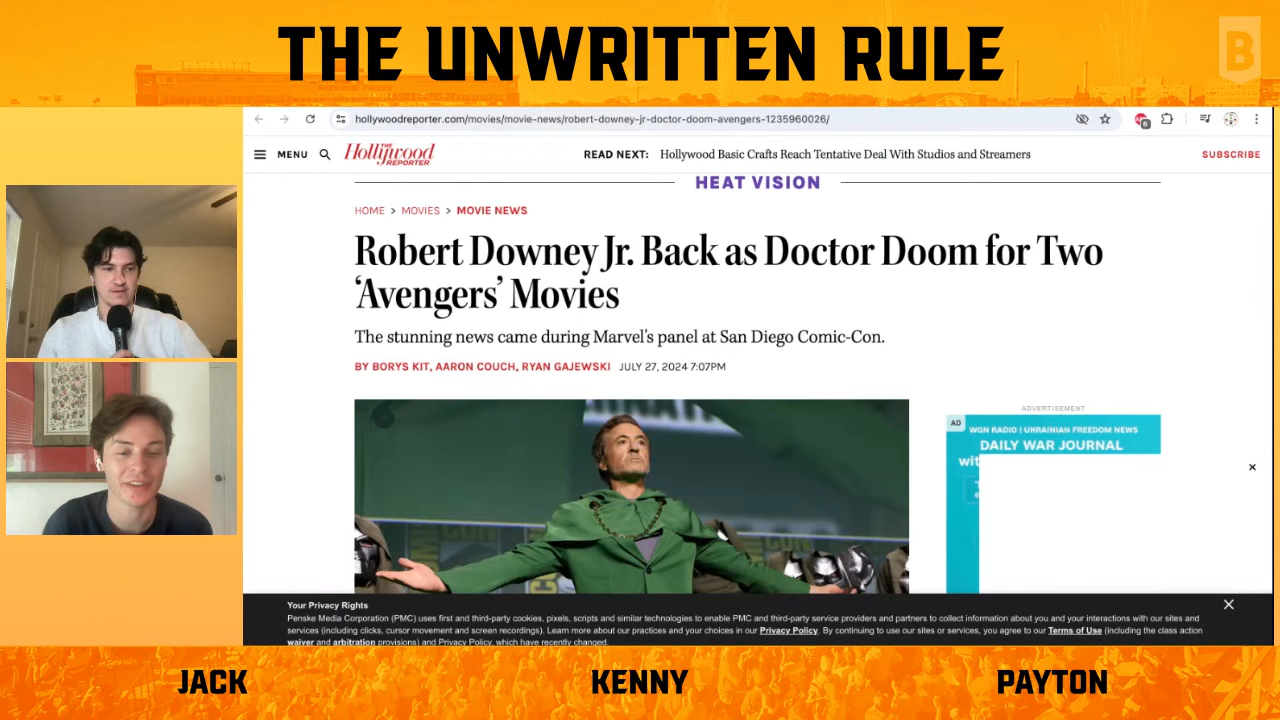 THE UNWRITTEN RULE
B
hollywoodreporter.com/movies/movie-news/robert-downey-jr-doctor-doom-avengers-1235960026/
6
MENU
THE
Hollywood
REPORTER
READ NEXT: Hollywood Basic Crafts Reach Tentative Deal With Studios and Streamers
SUBSCRIBE
HEAT VISION
HOME > MOVIES > MOVIE NEWS
Robert Downey Jr. Back as Doctor Doom for Two
‘Avengers’ Movies
The stunning news came during Marvel's panel at San Diego Comic-Con.
BY BORYS KIT, AARON COUCH, RYAN GAJEWSKI JULY 27, 2024 7:07PM
ADVERTISEMENT
AD
WGN RADIO | UKRAINIAN FREEDOM NEWS
DAILY WAR JOURNAL
wit
Your Privacy Rights
Penske Media Corporation (PMC) uses first and third-party cookies, pixels, scripts and similar technologies to enable PMC and third-party service providers and partners to collect information about you and your interactions with our sites and
services (including clicks, cursor movement and screen recordings). Learn more about our practices and your choices in our Privacy Policy. By continuing to use our sites or services, you agree to our Terms of Use (including the class action
waiver and arbitration provisions) and Privacy Policy, which have recently changed.
JACK
KENNY
PAYTON